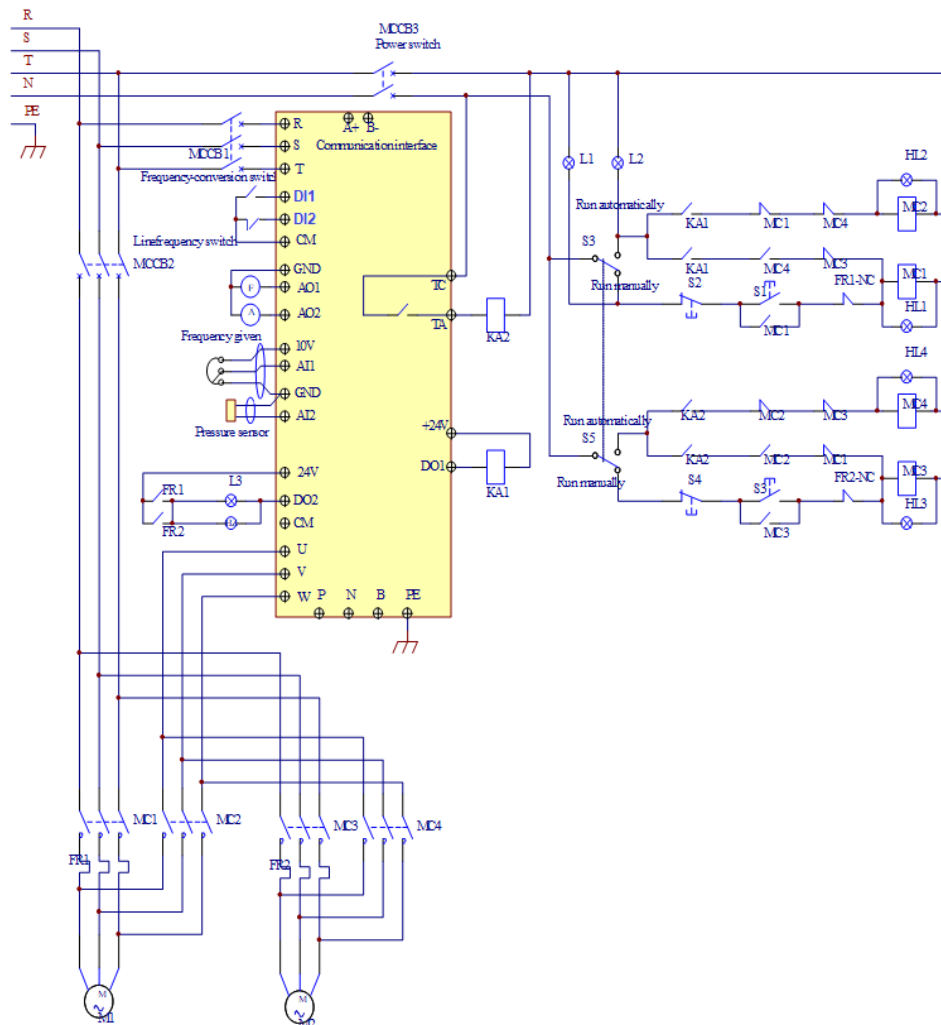 R
S
T
N
PE
MCCB3
Power switch
A+ B-
Communication interface
R
S
T
MCCB1
Frequency-conversion switch
DI1
DI2
CM
Linefrequency switch
MCCB2
GND
AO1
AO2
F
A
Frequency given
10V
AI1
GND
AI2
Pressure sensor
24V
DO2
CM
FR1
L3
FR2
U
V
W
P N B PE
TC
TA
KA2
+24V
DO1
KA1
L1
L2
Run automatically
S3
Run manually
KA1 MC1 MC4
HL2
MC2
KA1 MC4 MC3
MC1
S2 S1 FR1-NC
MC1
HL1
HL4
MC4
Run automatically
S5
Run manually
KA2 MC2 MC3
KA2 MC2 MC1
MC3
S4 S3 FR2-NC
MC3
HL3
MC1 MC2
MC3 MC4
FR1
FR2
M
M1
M